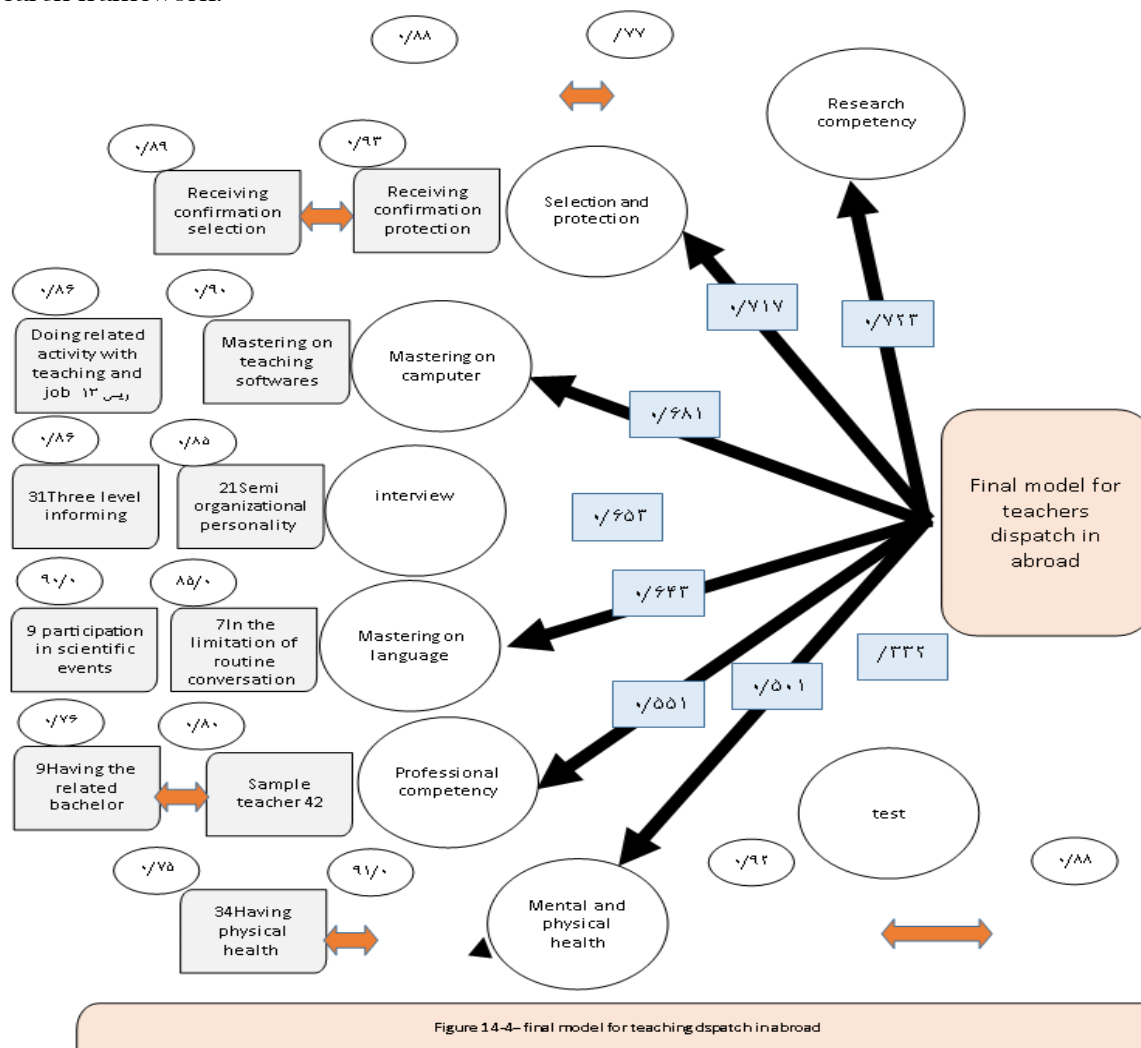 framework.
۰/۸۸
/۷۷
Research
competency
۰/۸۹
۰/۹۳
Receiving
confirmation
selection
Receiving
confirmation
protection
Selection and
protection
۰/۷۱۷
۰/۷۲۳
۰/۸۶
۰/۹۰
Doing related
activity with
teaching and
job ۱۳
Mastering on
teaching
softwares
Mastering on
camputer
۰/۶۸۱
۰/۸۶
۰/۸۵
31Three level
informing
21Semi
organizational
personality
interview
۰/۶۵۳
Final model for
teachers
dispatch in
abroad
۹۰/۰
۸۵/۰
9 participation
in scientific
events
7In the
limitation of
routine
conversation
Mastering on
language
۰/۶۴۳
/۳۳۲
۰/۷۶
۰/۸۰
9Having the
related
bachelor
Sample
teacher 42
Professional
competency
۰/۵۵۱
۰/۵۰۱
test
۰/۷۵
۹۱/۰
۰/۹۲
۰/۸۸
34Having
physical
health
Mental and
physical
health
Figure 14-4– final model for teaching dspatch in abroad